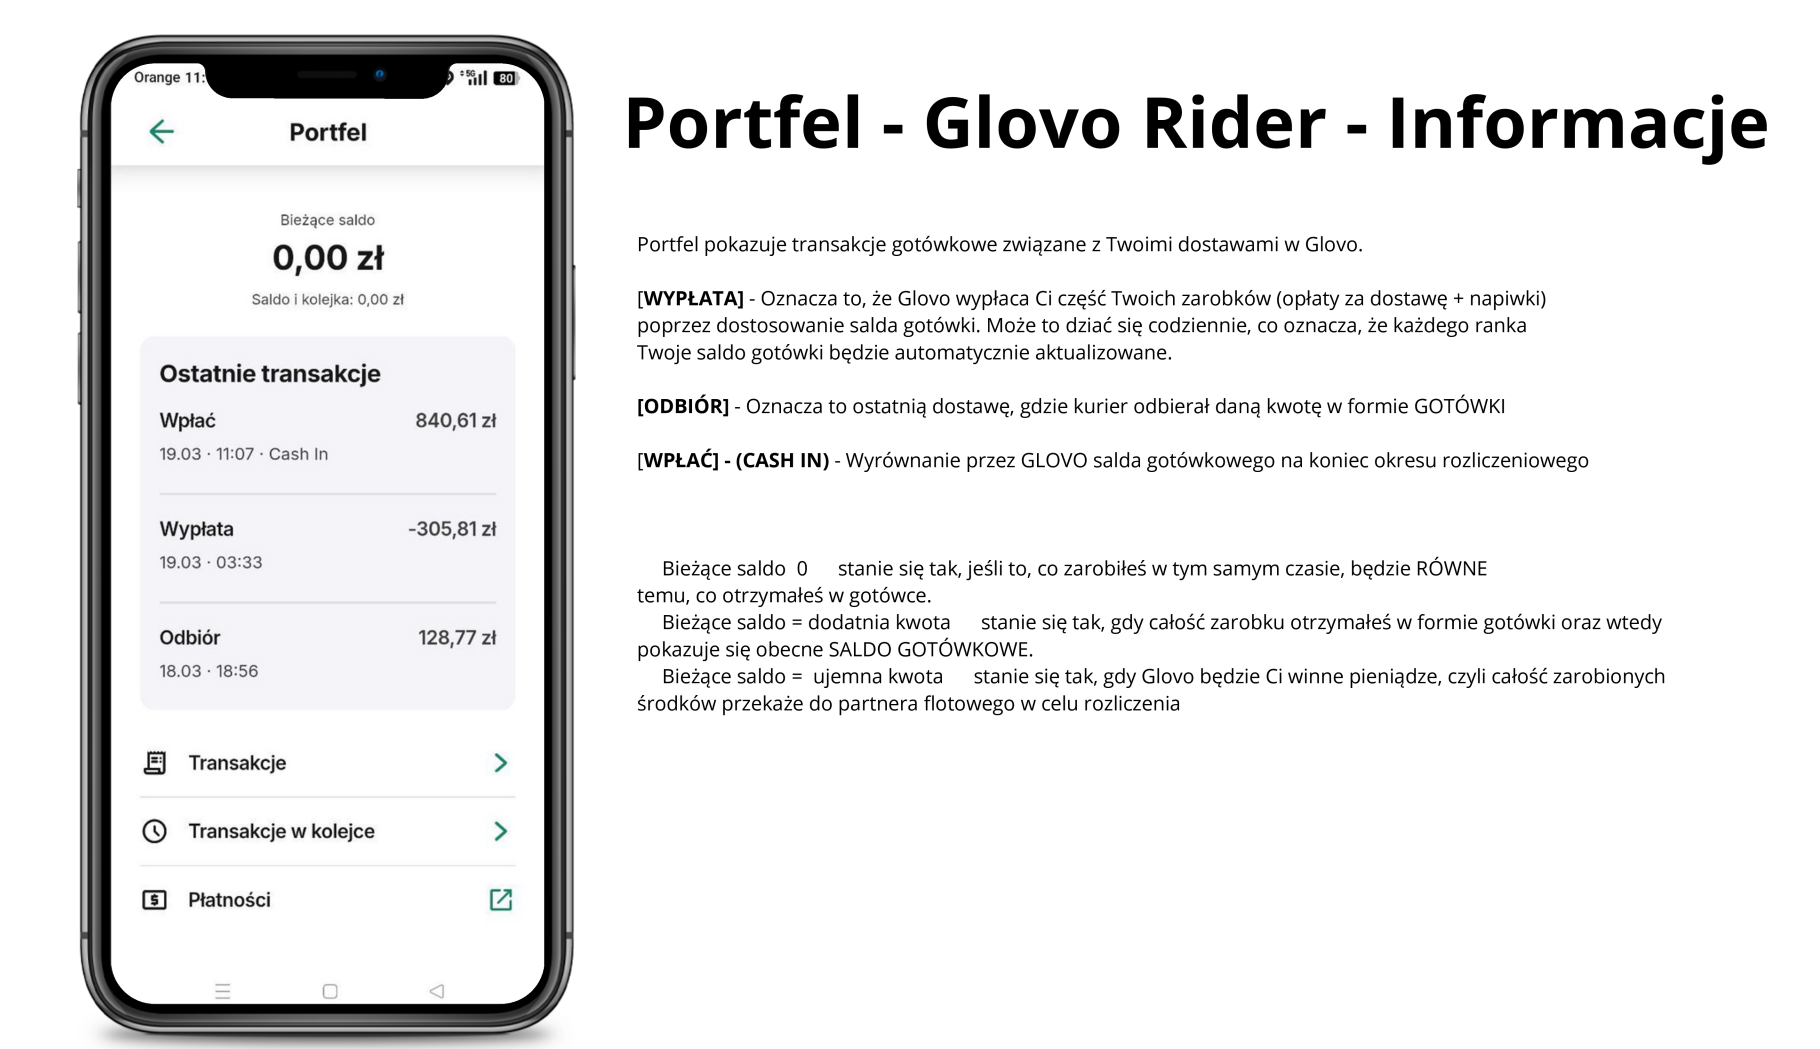 Orange 11:
5G
80
Portfel
Bieżące saldo
0,00 zł
Saldo i kolejka: 0,00 zł
Ostatnie transakcje
Wpłać 840,61 zł
19.03 · 11:07 · Cash In
Wypłata -305,81 zł
19.03 · 03:33
Odbiór 128,77 zł
18.03 · 18:56
Transakcje
Transakcje w kolejce
Płatności
Portfel - Glovo Rider - Informacje
Portfel pokazuje transakcje gotówkowe związane z Twoimi dostawami w Glovo.
[WYPŁATA] - Oznacza to, że Glovo wypłaca Ci część Twoich zarobków (opłaty za dostawę + napiwki)
poprzez dostosowanie salda gotówki. Może to dziać się codziennie, co oznacza, że każdego ranka
Twoje saldo gotówki będzie automatycznie aktualizowane.
[ODBIÓR] - Oznacza to ostatnią dostawę, gdzie kurier odbierał daną kwotę w formie GOTÓWKI
[WPŁAĆ] - (CASH IN) - Wyrównanie przez GLOVO salda gotówkowego na koniec okresu rozliczeniowego
Bieżące saldo 0 stanie się tak, jeśli to, co zarobiłeś w tym samym czasie, będzie RÓWNE
temu, co otrzymałeś w gotówce.
Bieżące saldo = dodatnia kwota stanie się tak, gdy całość zarobku otrzymałeś w formie gotówki oraz wtedy
pokazuje się obecne SALDO GOTÓWKOWE.
Bieżące saldo = ujemna kwota stanie się tak, gdy Glovo będzie Ci winne pieniądze, czyli całość zarobionych
środków przekaże do partnera flotowego w celu rozliczenia